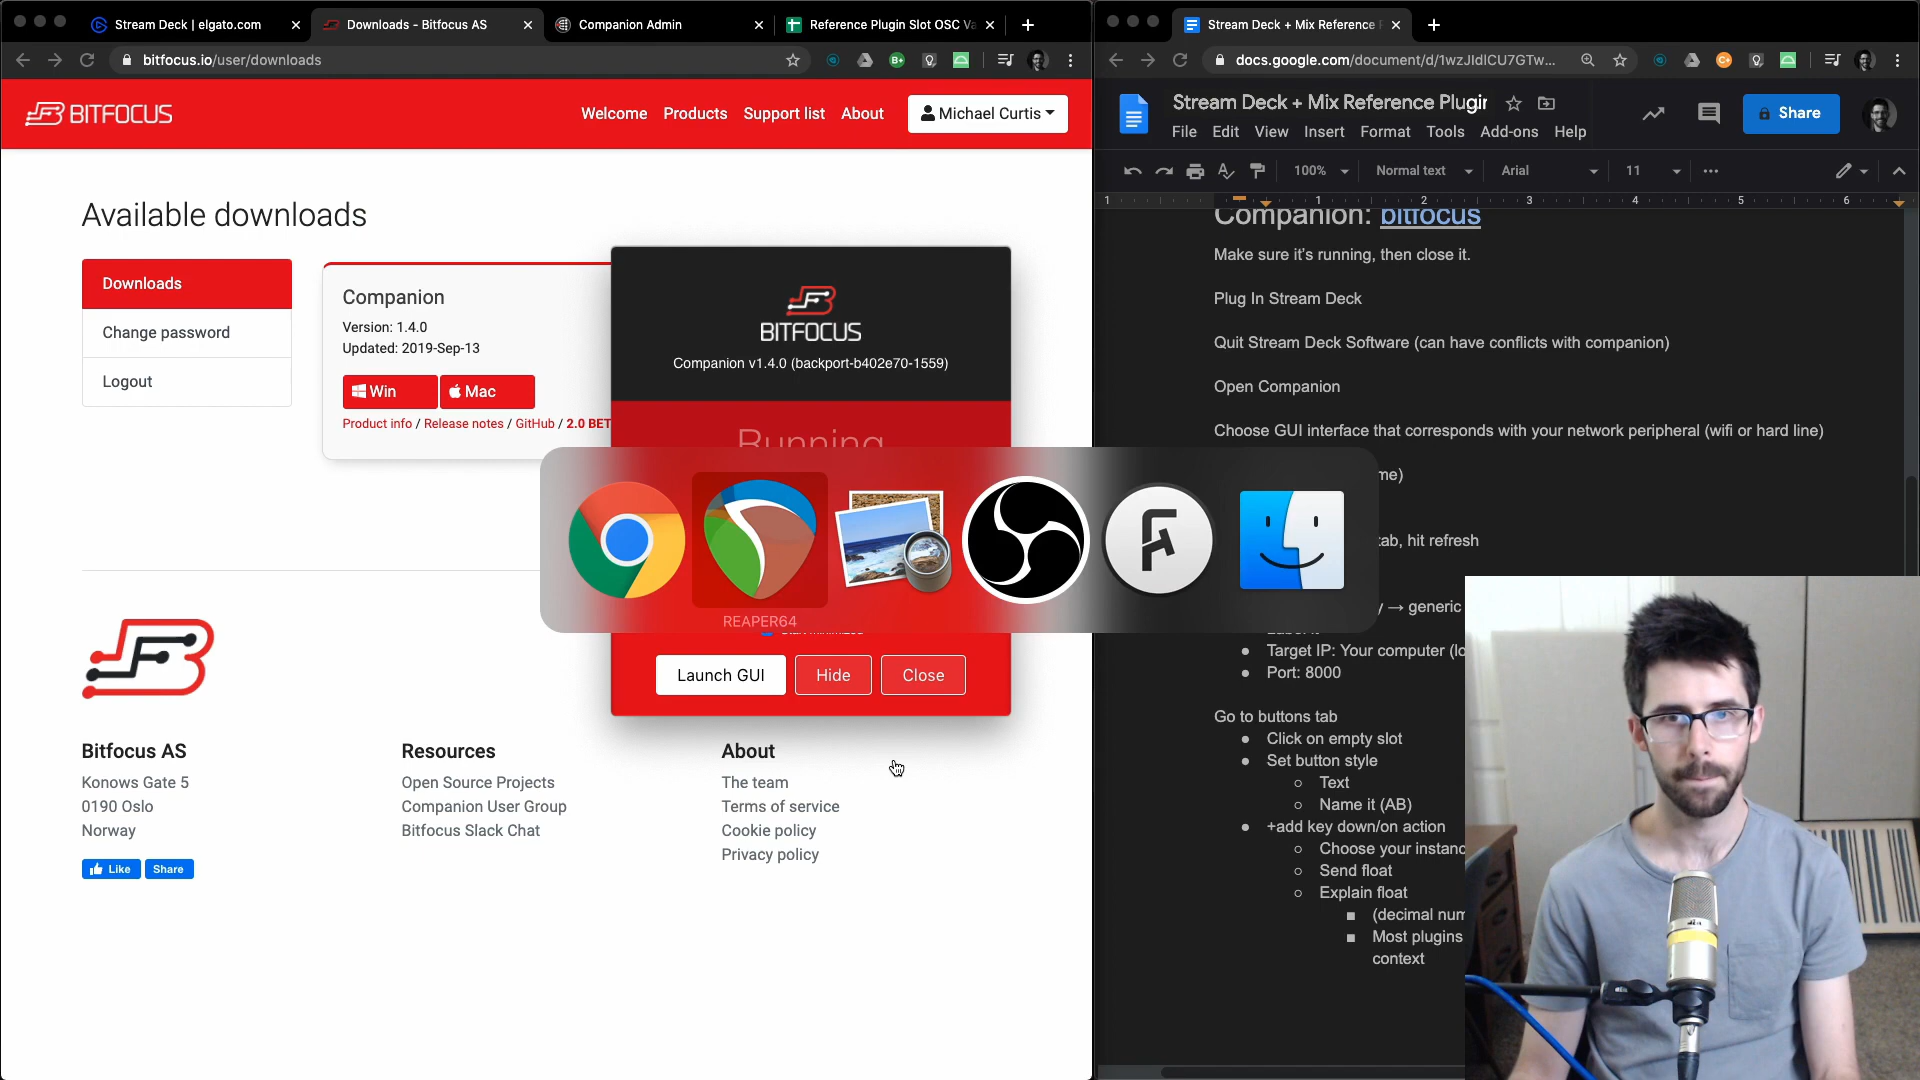 Stream Deck | elgato.com
Downloads - Bitfocus AS
Companion Admin
Reference Plugin Slot OSC Va
bitfocus.io/user/downloads
BITFOCUS
Welcome
Products
Support list
About
Michael Curtis
Available downloads
Downloads
Change password
Logout
Companion
Version: 1.4.0
Updated: 2019-Sep-13
Win
Mac
Product info / Release notes / GitHub / 2.0 BET
BITFOCUS
Companion v1.4.0 (backport-b402e70-1559)
Running
REAPER64
Launch GUI
Hide
Close
Bitfocus AS
Konows Gate 5
0190 Oslo
Norway
Like
Share
Resources
Open Source Projects
Companion User Group
Bitfocus Slack Chat
About
The team
Terms of service
Cookie policy
Privacy policy
Stream Deck + Mix Reference
docs.google.com/document/d/1wzJIdlCU7GTw...
Stream Deck + Mix Reference Plugin
Share
File Edit View Insert Format Tools Add-ons Help
100%
Normal text
Arial
11
1 1 2 3 4 5 6
Companion: bitfocus
Make sure it's running, then close it.
Plug In Stream Deck
Quit Stream Deck Software (can have conflicts with companion)
Open Companion
Choose GUI interface that corresponds with your network peripheral (wifi or hard line)
me)
tab, hit refresh
y → generic
Target IP: Your computer (lo
Port: 8000
Go to buttons tab
Click on empty slot
Set button style
Text
Name it (AB)
+add key down/on action
Choose your instanc
Send float
Explain float
(decimal num
Most plugins
context